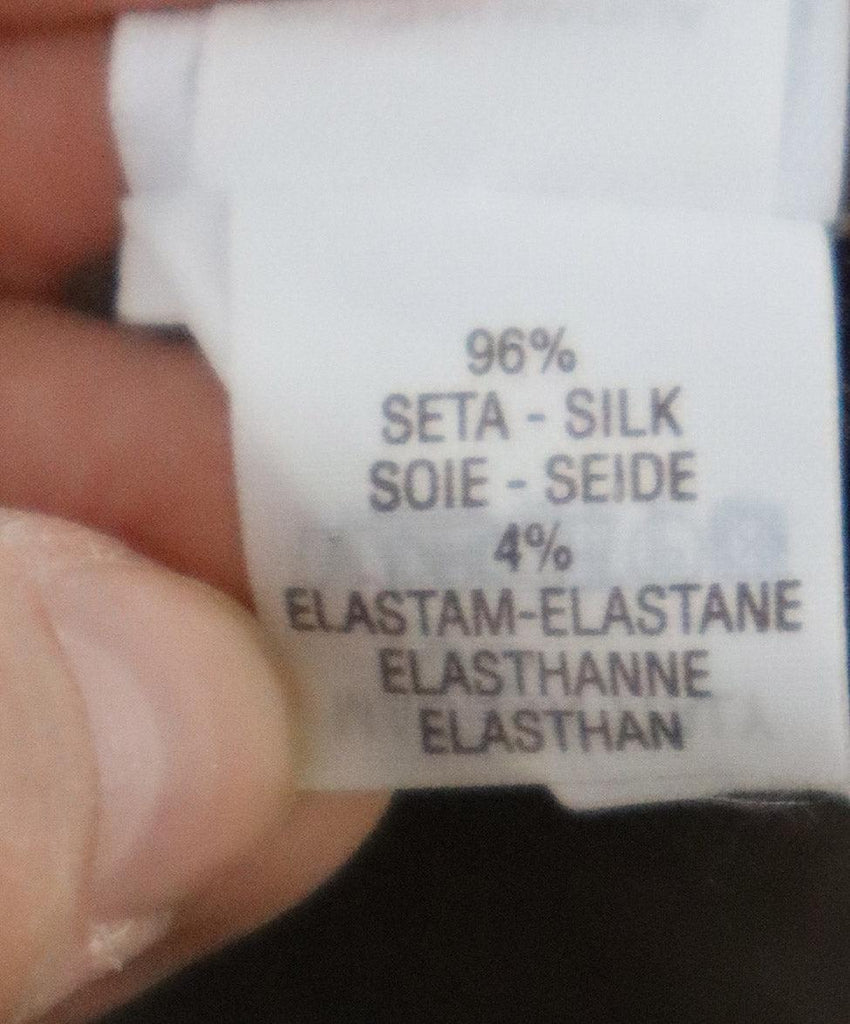 96%
SETA - SILK
SOIE - SEIDE
4%
ELASTAM-ELASTANE
ELASTHANNE
ELASTHAN